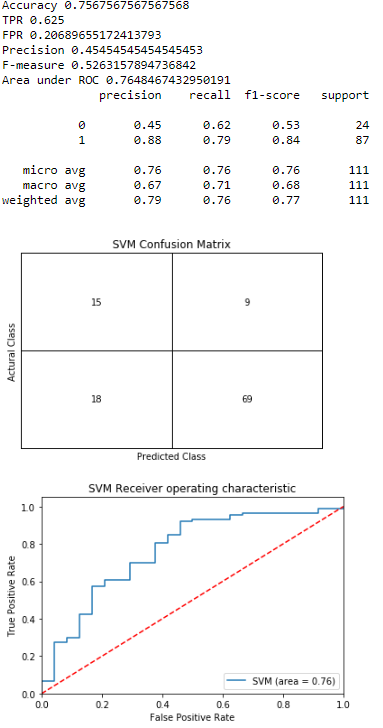 Accuracy 0.7567567567567568
TPR 0.625
FPR 0.20689655172413793
Precision 0.45454545454545453
F-measure 0.5263157894736842
Area under ROC 0.7648467432950191
precision recall f1-score support
0 0.45 0.62 0.53 24
1 0.88 0.79 0.84 87
micro avg 0.76 0.76 0.76 111
macro avg 0.67 0.71 0.68 111
weighted avg 0.79 0.76 0.77 111
SVM Confusion Matrix
Actural Class
15 9
18 69
Predicted Class
SVM Receiver operating characteristic
True Positive Rate
1.0
0.8
0.6
0.4
0.2
0.0
SVM (area = 0.76)
0.0 0.2 0.4 0.6 0.8 1.0
False Positive Rate